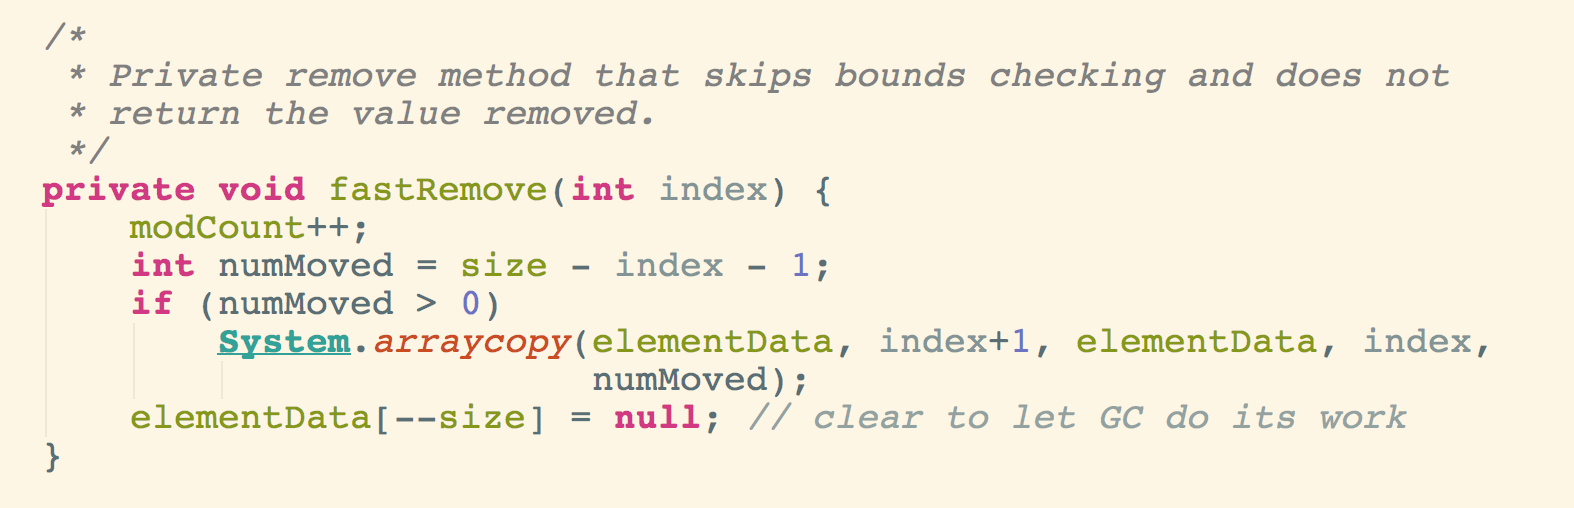 /*
 * Private remove method that skips bounds checking and does not
 * return the value removed.
 */
private void fastRemove(int index) {
    modCount++;
    int numMoved = size - index - 1;
    if (numMoved > 0)
        System.arraycopy(elementData, index+1, elementData, index,
                         numMoved);
    elementData[--size] = null; // clear to let GC do its work
}